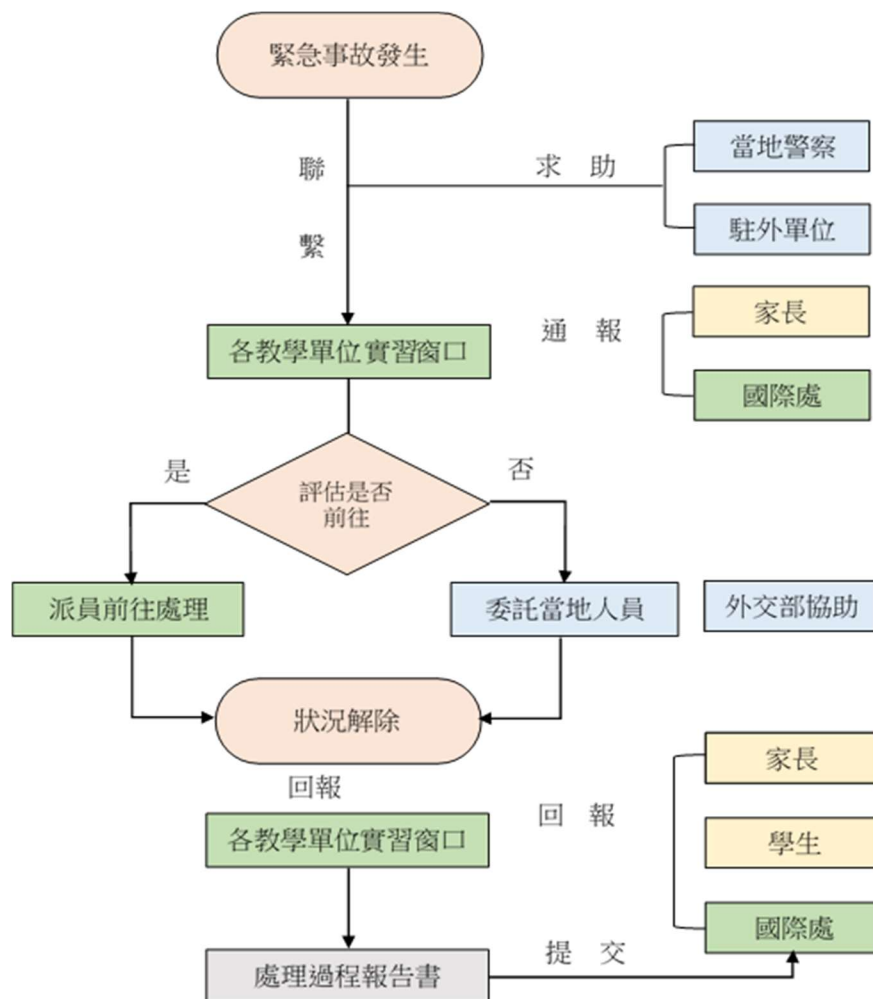 緊急事故發生
聯
繫
求 助
當地警察
駐外單位
各教學單位實習窗口
通 報
家長
國際處
是
評估是否
前往
否
派員前往處理
委託當地人員
外交部協助
狀況解除
回報
各教學單位實習窗口
回 報
家長
學生
國際處
處理過程報告書
提 交